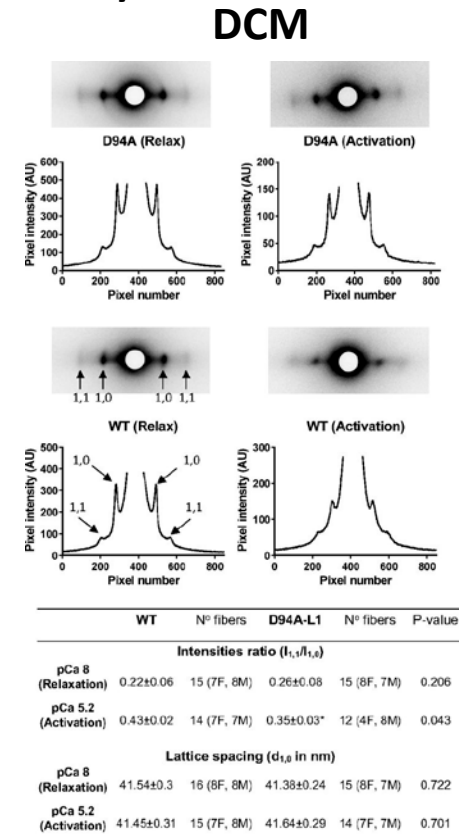 DCM
D94A (Relax)
D94A (Activation)
Pixel intensity (AU)
600
500
400
300
200
100
0
0 200 400 600 800
Pixel number
Pixel intensity (AU)
200
150
100
50
0
0 200 400 600 800
Pixel number
1,1 1,0 1,0 1,1
WT (Relax)
WT (Activation)
Pixel intensity (AU)
500
400
300
200
100
0
1,0 1,0
1,1 1,1
0 200 400 600 800
Pixel number
Pixel intensity (AU)
300
200
100
0
0 200 400 600 800
Pixel number
WT Nº fibers D94A-L1 Nº fibers P-value
Intensities ratio (I1,1/I1,0)
pCa 8
(Relaxation) 0.22±0.06 15 (7F, 8M) 0.26±0.08 15 (8F, 7M) 0.206
pCa 5.2
(Activation) 0.43±0.02 14 (7F, 7M) 0.35±0.03* 12 (4F, 8M) 0.043
Lattice spacing (d1,0 in nm)
pCa 8
(Relaxation) 41.54±0.3 16 (8F, 8M) 41.38±0.24 15 (8F, 7M) 0.722
pCa 5.2
(Activation) 41.45±0.31 15 (7F, 8M) 41.64±0.29 14 (7F, 7M) 0.701